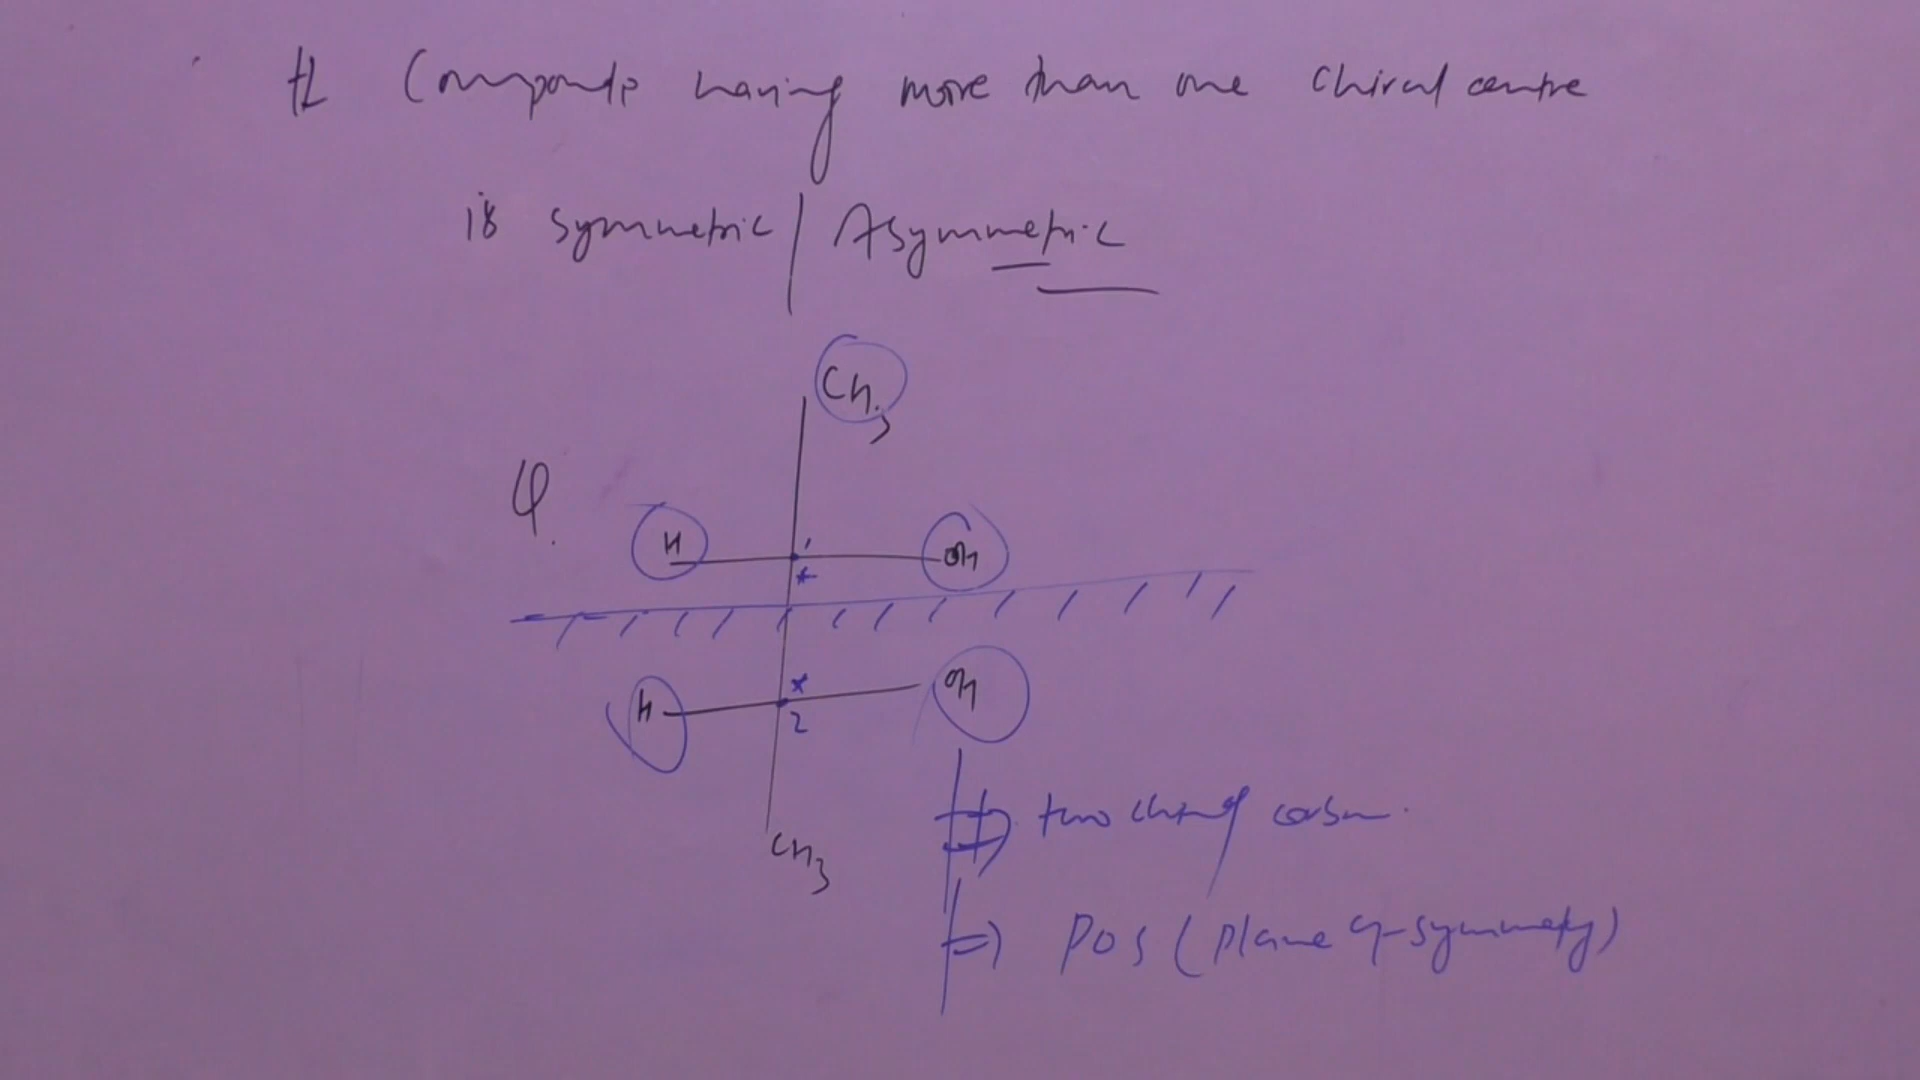 # Compounds having more than one chiral centre
is symmetric / Asymmetric
CH3
Q.
H OH
1
*
*
H OH
2
CH3
⇒ two chiral carbon.
⇒ POS (plane of symmetry)